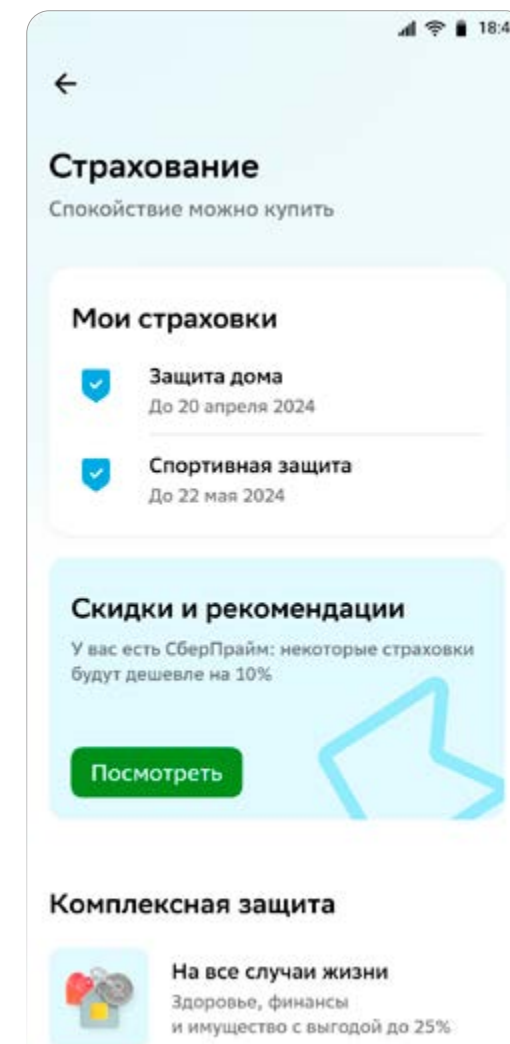 18:4
Страхование
Спокойствие можно купить
Мои страховки
Защита дома
До 20 апреля 2024
Спортивная защита
До 22 мая 2024
Скидки и рекомендации
У вас есть СберПрайм: некоторые страховки
будут дешевле на 10%
Посмотреть
Комплексная защита
На все случаи жизни
Здоровье, финансы
и имущество с выгодой до 25%